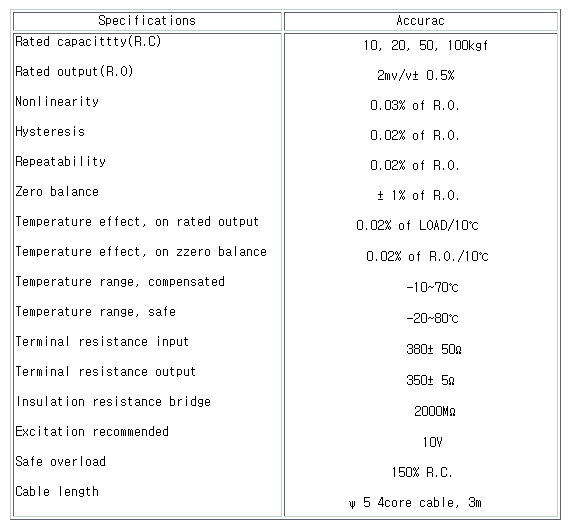 Specifications Accurac
Rated capacittty(R.C) 10, 20, 50, 100kgf
Rated output(R.O) 2mv/v± 0.5%
Nonlinearity 0.03% of R.O.
Hysteresis 0.02% of R.O.
Repeatability 0.02% of R.O.
Zero balance ± 1% of R.O.
Temperature effect, on rated output 0.02% of LOAD/10℃
Temperature effect, on zzero balance 0.02% of R.O./10℃
Temperature range, compensated -10~70℃
Temperature range, safe -20~80℃
Terminal resistance input 380± 50Ω
Terminal resistance output 350± 5Ω
Insulation resistance bridge 2000MΩ
Excitation recommended 10V
Safe overload 150% R.C.
Cable length ψ 5 4core cable, 3m